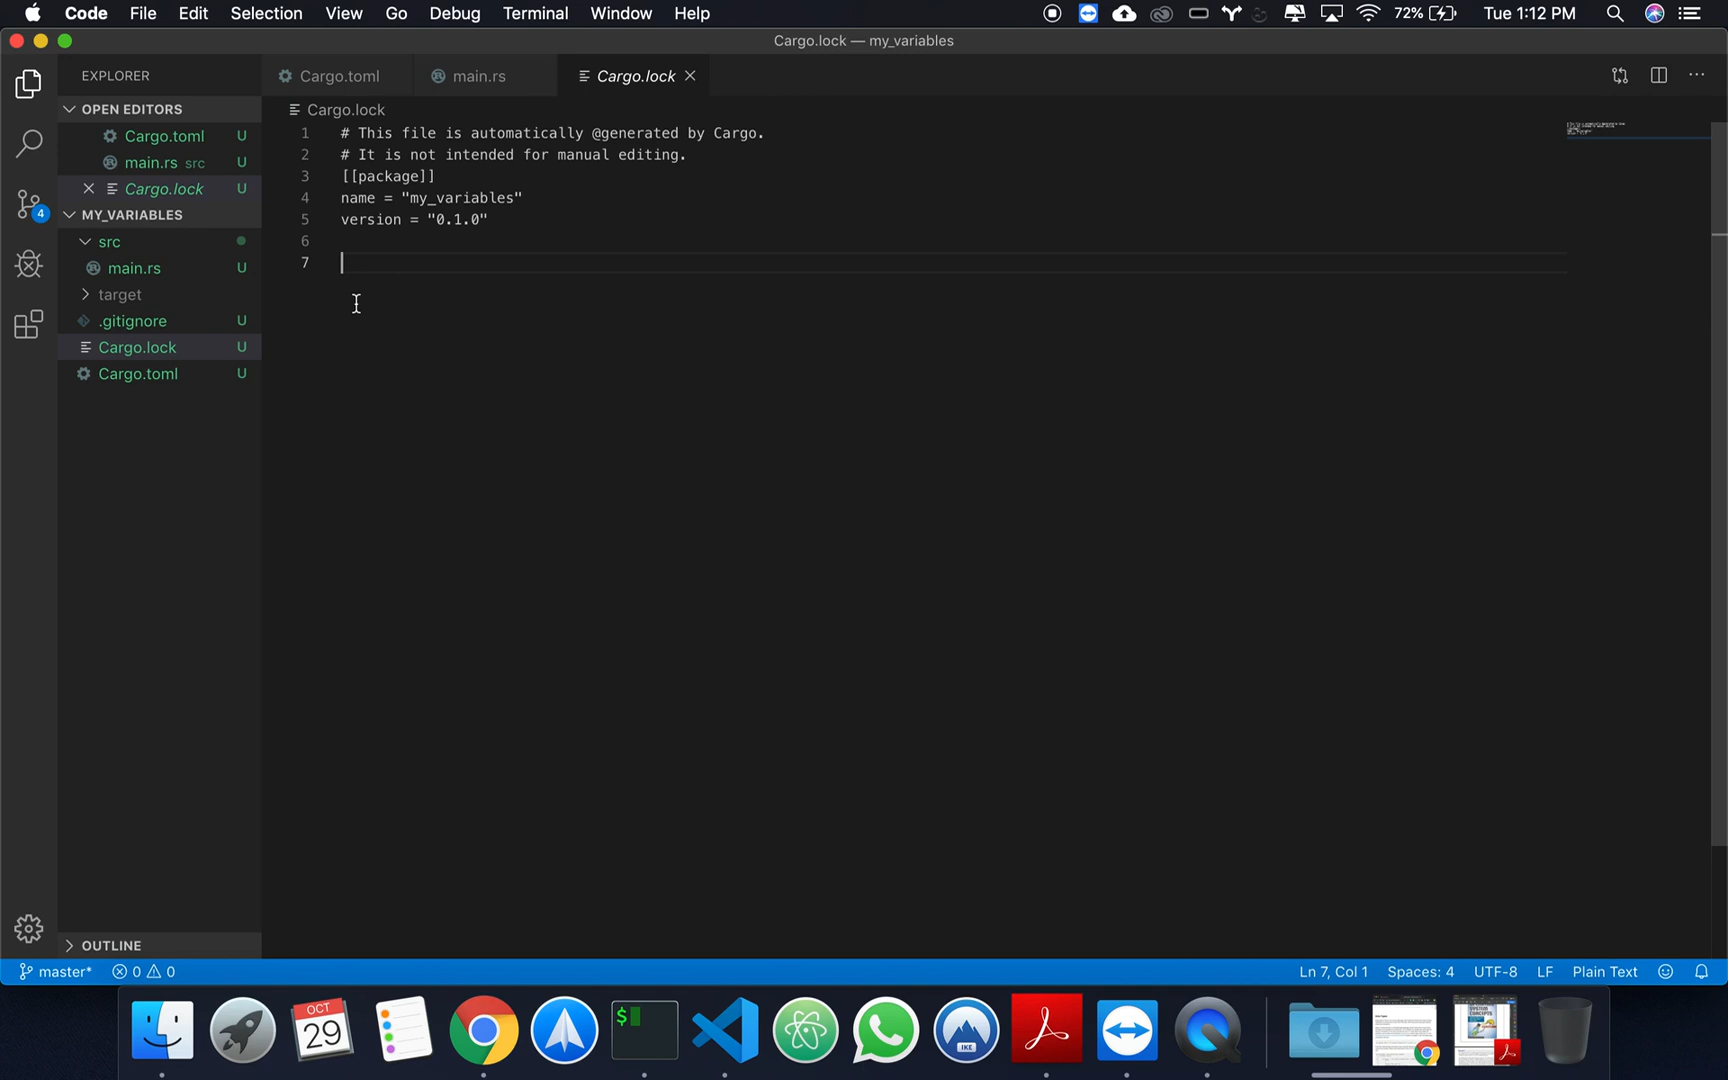 Code File Edit Selection View Go Debug Terminal Window Help 72% Tue 1:12 PM
Cargo.lock — my_variables
EXPLORER
Cargo.toml main.rs Cargo.lock
OPEN EDITORS
Cargo.toml U
main.rs src U
Cargo.lock U
MY_VARIABLES
src
main.rs U
target
.gitignore U
Cargo.lock U
Cargo.toml U
4
OUTLINE
Cargo.lock
1 # This file is automatically @generated by Cargo.
2 # It is not intended for manual editing.
3 [[package]]
4 name = "my_variables"
5 version = "0.1.0"
6
7
master* 0 0 Ln 7, Col 1 Spaces: 4 UTF-8 LF Plain Text
OCT
29
$
IKE